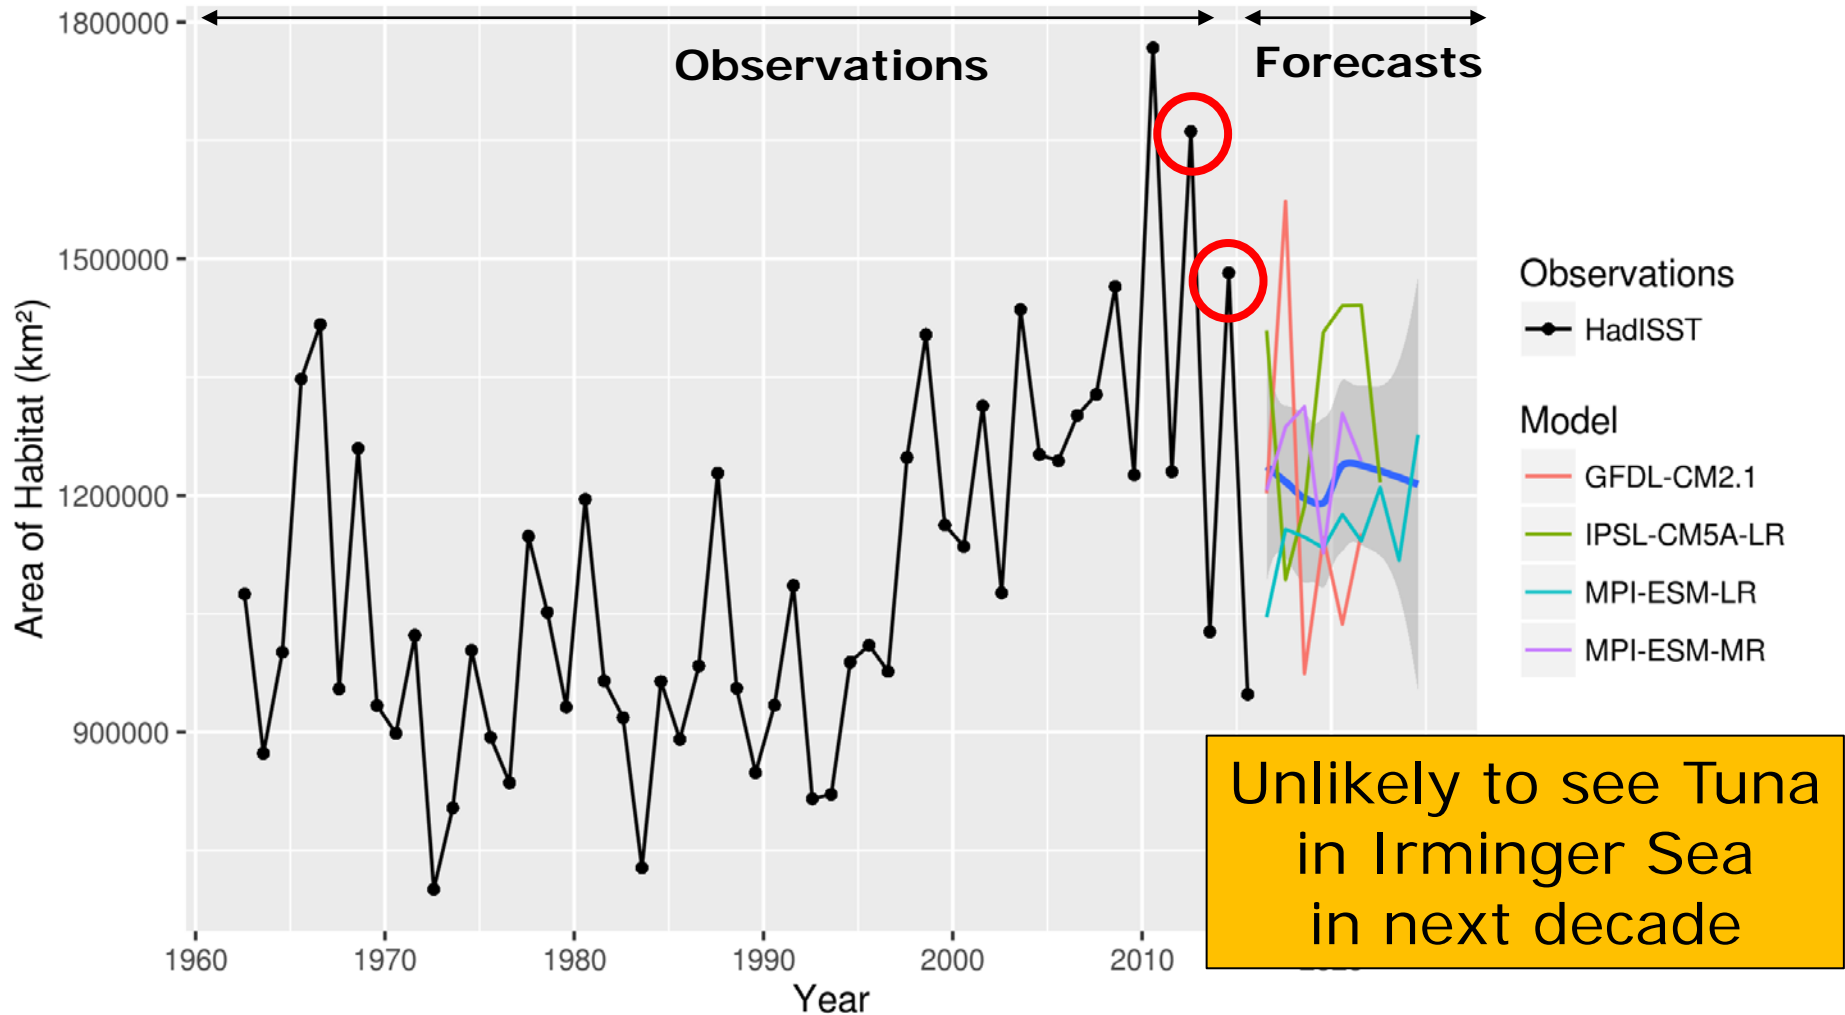 Observations
Forecasts
1800000
1500000
1200000
900000
Area of Habitat (km²)
1960
1970
1980
1990
2000
2010
2020
Year
Observations
HadISST
Model
GFDL-CM2.1
IPSL-CM5A-LR
MPI-ESM-LR
MPI-ESM-MR
Unlikely to see Tuna
in Irminger Sea
in next decade